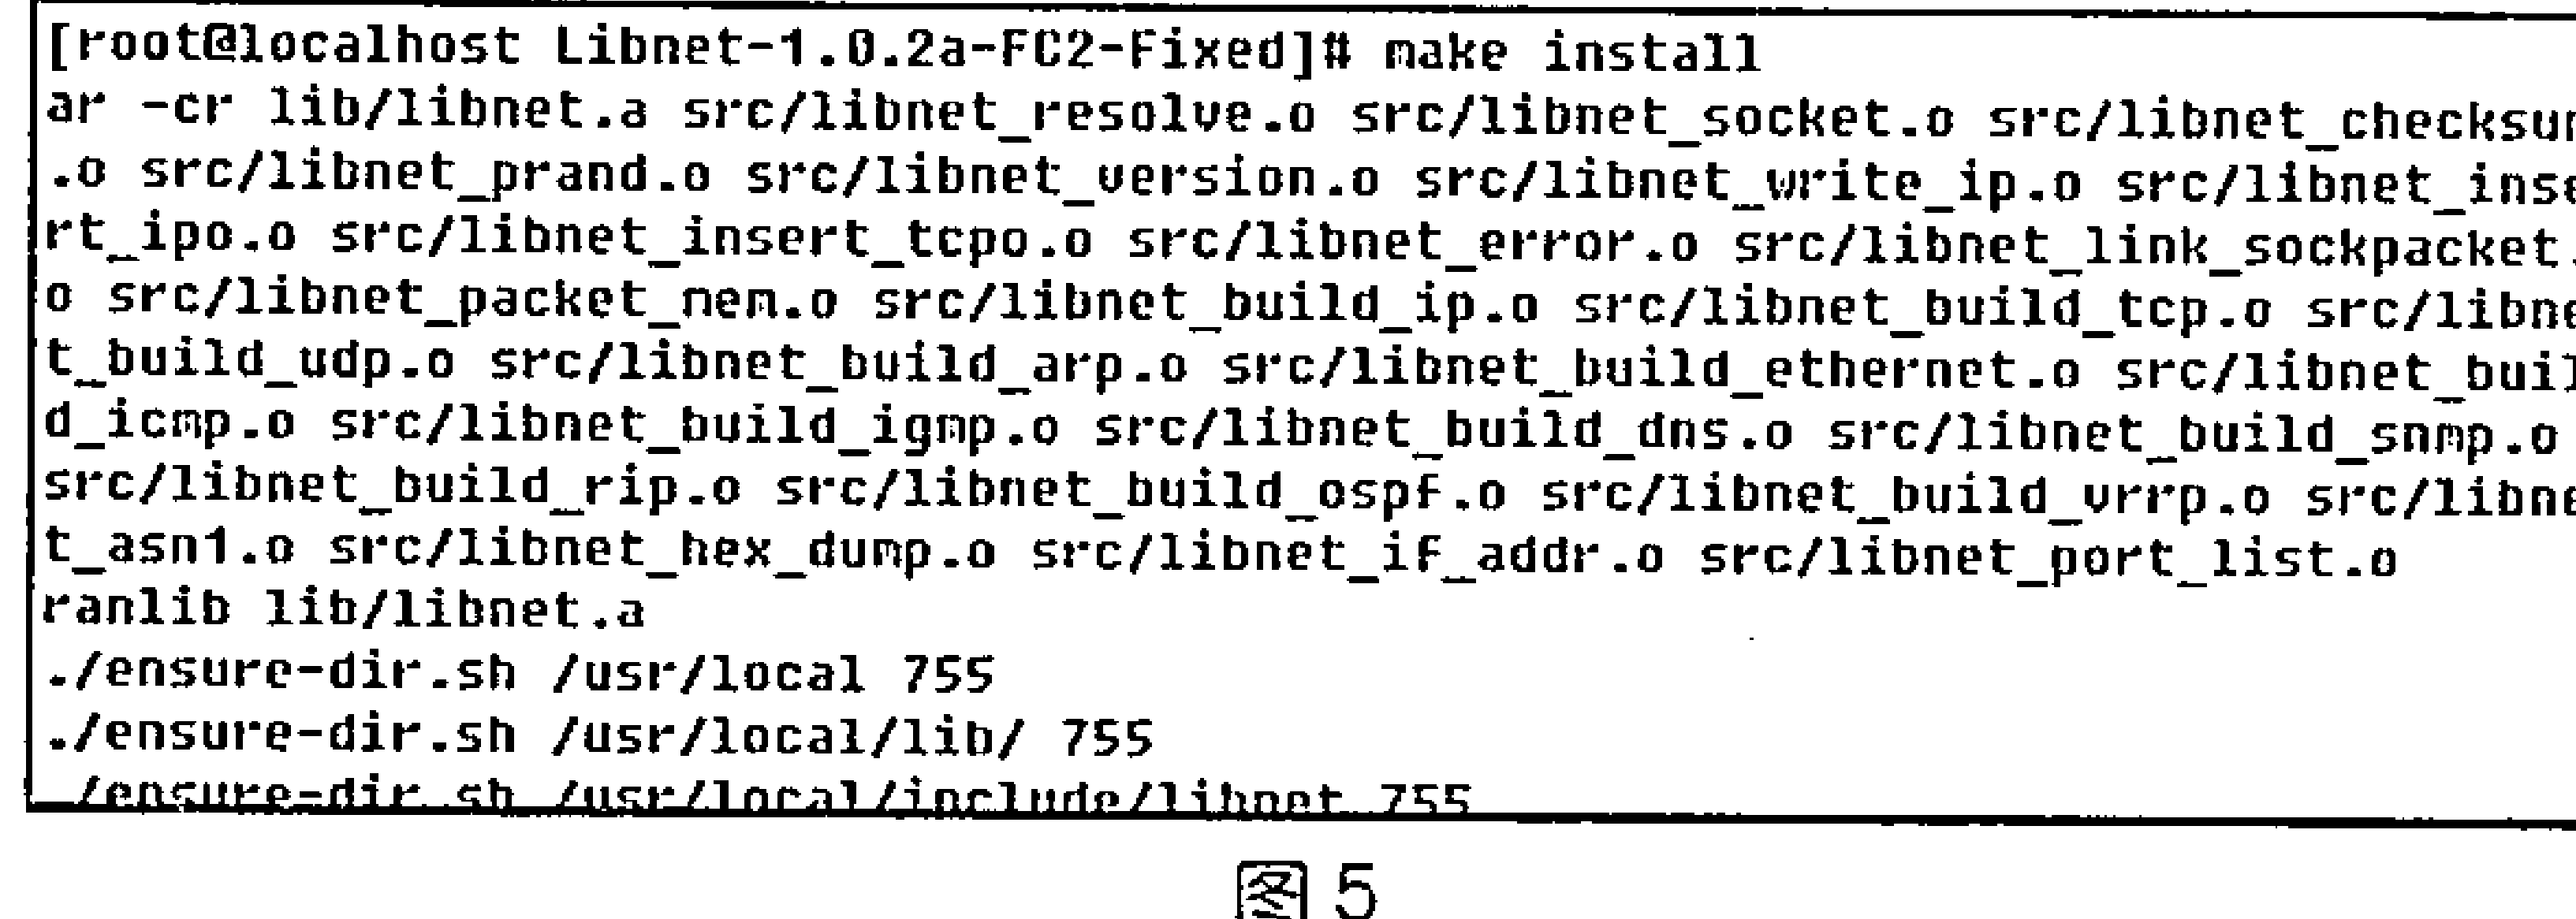 [root@localhost Libnet-1.0.2a-FC2-Fixed]# make install
ar -cr lib/libnet.a src/libnet_resolve.o src/libnet_socket.o src/libnet_checksum
.o src/libnet_prand.o src/libnet_version.o src/libnet_write_ip.o src/libnet_inse
rt_ipo.o src/libnet_insert_tcpo.o src/libnet_error.o src/libnet_link_sockpacket.
o src/libnet_packet_mem.o src/libnet_build_ip.o src/libnet_build_tcp.o src/libne
t_build_udp.o src/libnet_build_arp.o src/libnet_build_ethernet.o src/libnet_buil
d_icmp.o src/libnet_build_igmp.o src/libnet_build_dns.o src/libnet_build_snmp.o
src/libnet_build_rip.o src/libnet_build_ospf.o src/libnet_build_vrrp.o src/libne
t_asn1.o src/libnet_hex_dump.o src/libnet_if_addr.o src/libnet_port_list.o
ranlib lib/libnet.a
./ensure-dir.sh /usr/local 755
./ensure-dir.sh /usr/local/lib/ 755
./ensure-dir.sh /usr/local/include/libnet 755
图 5